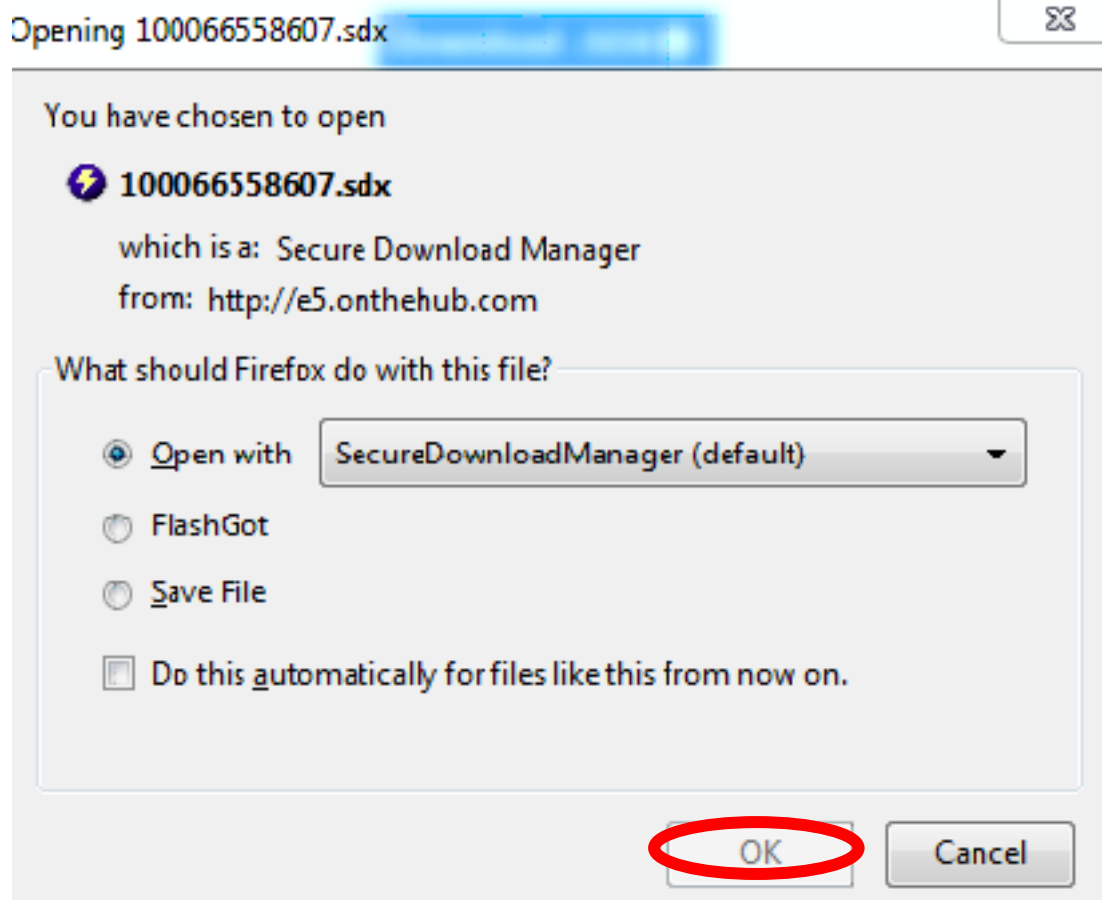 Opening 100066558607.sdx
You have chosen to open
100066558607.sdx
which is a: Secure Download Manager
from: http://e5.onthehub.com
What should Firefox do with this file?
Open with SecureDownloadManager (default)
FlashGot
Save File
Do this automatically for files like this from now on.
OK Cancel